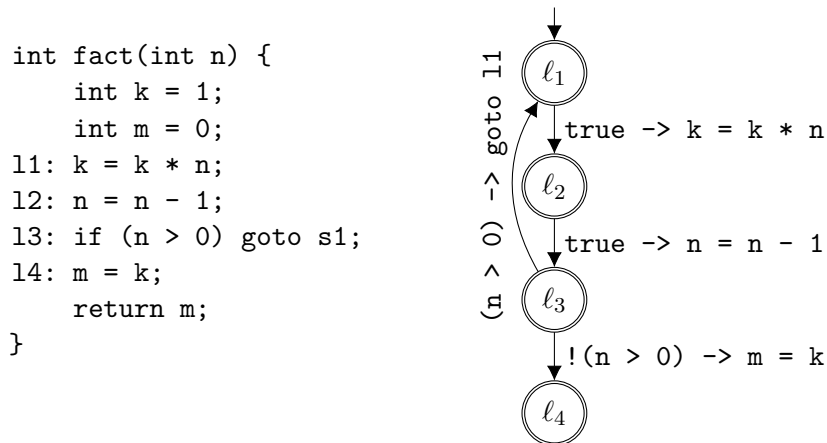 int fact(int n) {
int k = 1;
int m = 0;
l1: k = k * n;
l2: n = n - 1;
l3: if (n > 0) goto s1;
l4: m = k;
return m;
}
ℓ1
true -> k = k * n
ℓ2
true -> n = n - 1
(n > 0) -> goto l1
ℓ3
!(n > 0) -> m = k
ℓ4